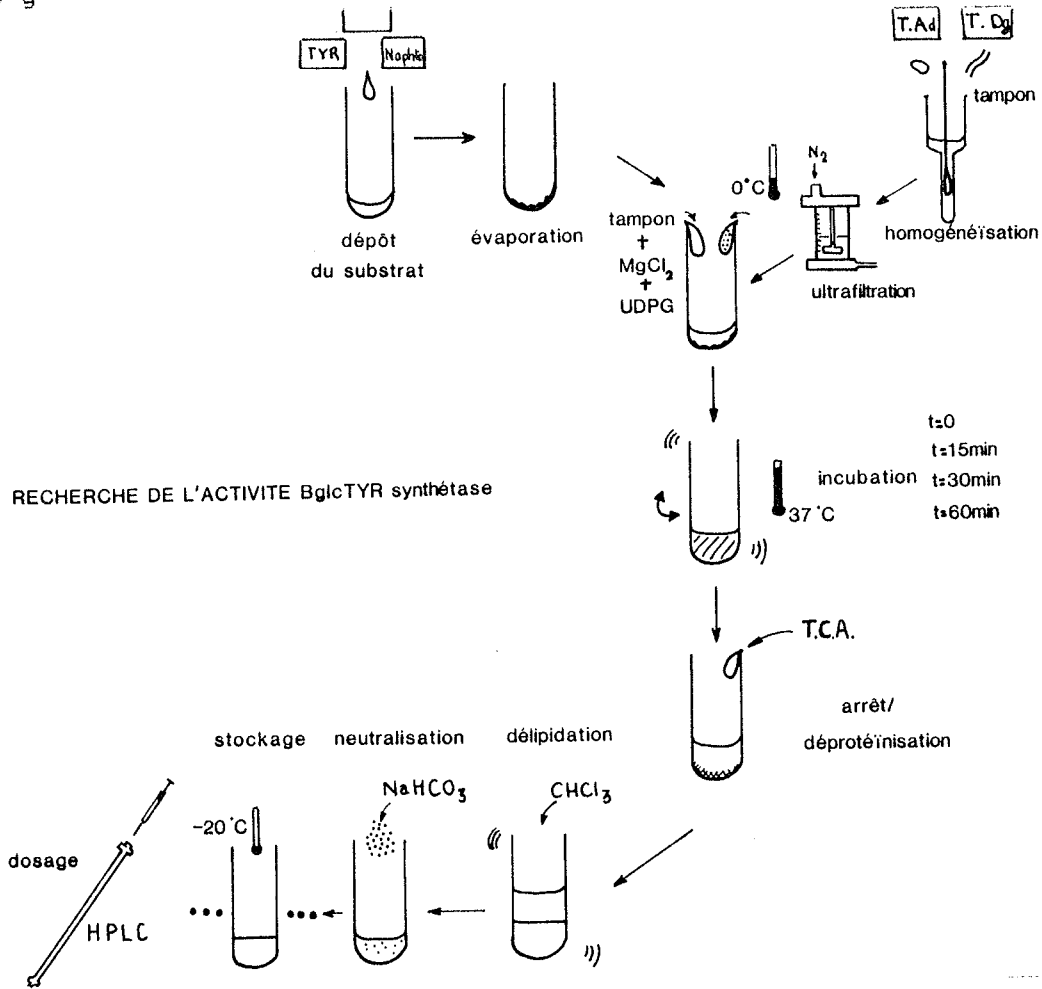 TYR
Naphtol
T.Ad
T.Dg
tampon
N₂
0°C
dépôt
du substrat
évaporation
tampon
+
MgCl₂
+
UDPG
homogénéïsation
ultrafiltration
RECHERCHE DE L'ACTIVITE BglcTYR synthétase
incubation
37°C
t=0
t=15min
t=30min
t=60min
T.C.A.
arrêt/
déprotéïnisation
stockage
neutralisation
délipidation
NaHCO₃
CHCl₃
-20°C
dosage
HPLC